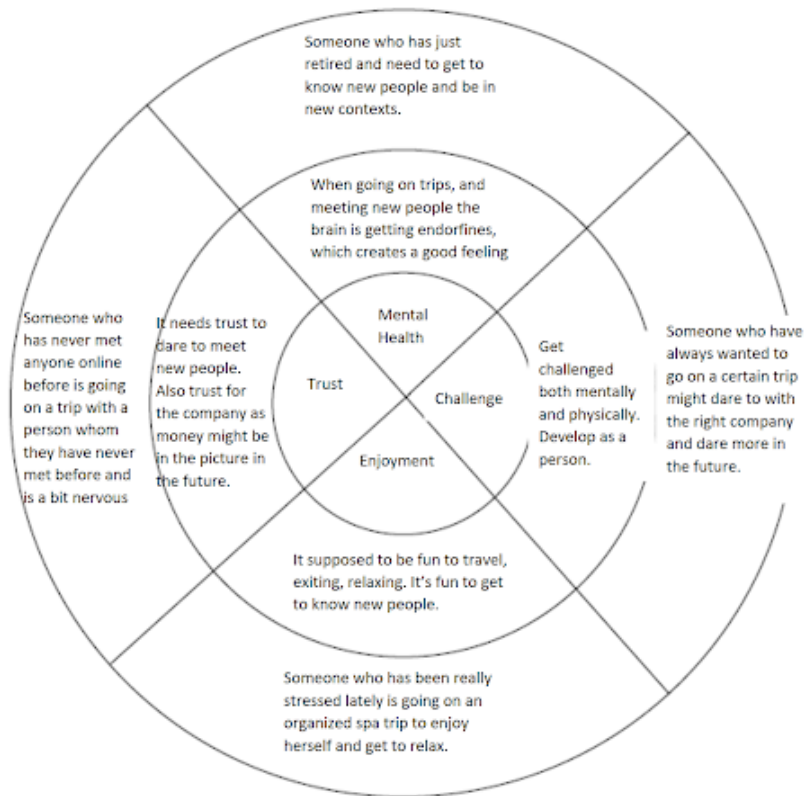 Someone who has just
retired and need to get to
know new people and be in
new contexts.
When going on trips, and
meeting new people the
brain is getting endorfines,
which creates a good feeling
Mental
Health
Someone who
has never met
anyone online
before is going
on a trip with a
person whom
they have never
met before and
is a bit nervous
It needs trust to
dare to meet
new people.
Also trust for
the company as
money might be
in the picture in
the future.
Trust
Challenge
Get
challenged
both mentally
and physically.
Develop as a
person.
Someone who have
always wanted to
go on a certain trip
might dare to with
the right company
and dare more in
the future.
Enjoyment
It supposed to be fun to travel,
exiting, relaxing. It's fun to get
to know new people.
Someone who has been really
stressed lately is going on an
organized spa trip to enjoy
herself and get to relax.